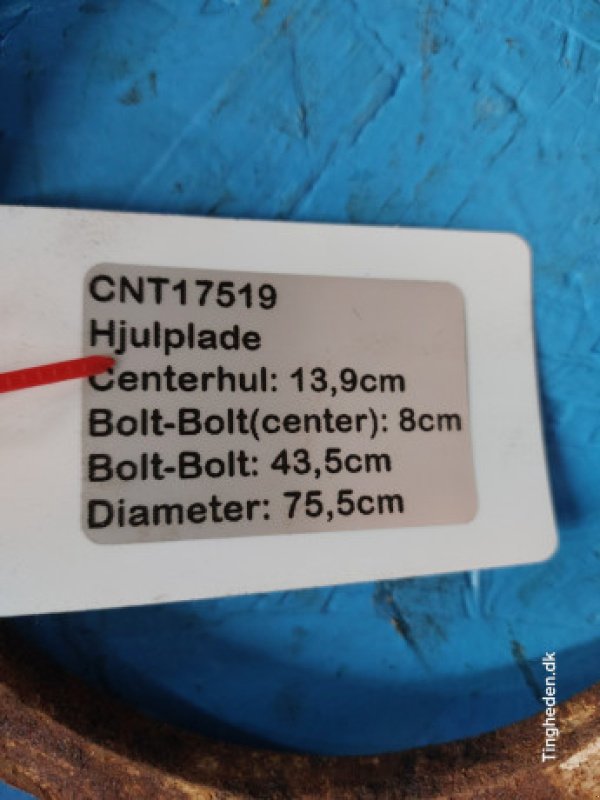 CNT17519
Hjulplade
Centerhul: 13,9cm
Bolt-Bolt(center): 8cm
Bolt-Bolt: 43,5cm
Diameter: 75,5cm
Tingheden.dk